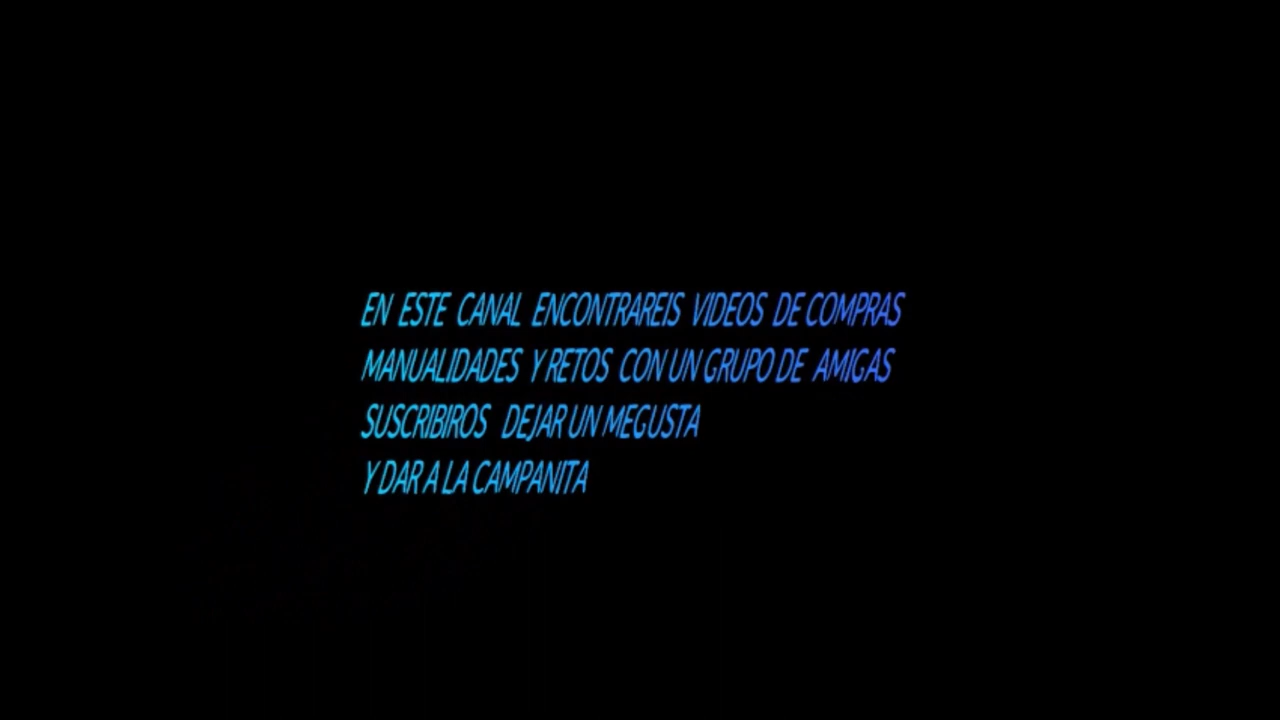 EN ESTE CANAL ENCONTRAREIS VIDEOS DE COMPRAS
MANUALIDADES Y RETOS CON UN GRUPO DE AMIGAS
SUSCRIBIROS DEJAR UN MEGUSTA
Y DAR A LA CAMPANITA